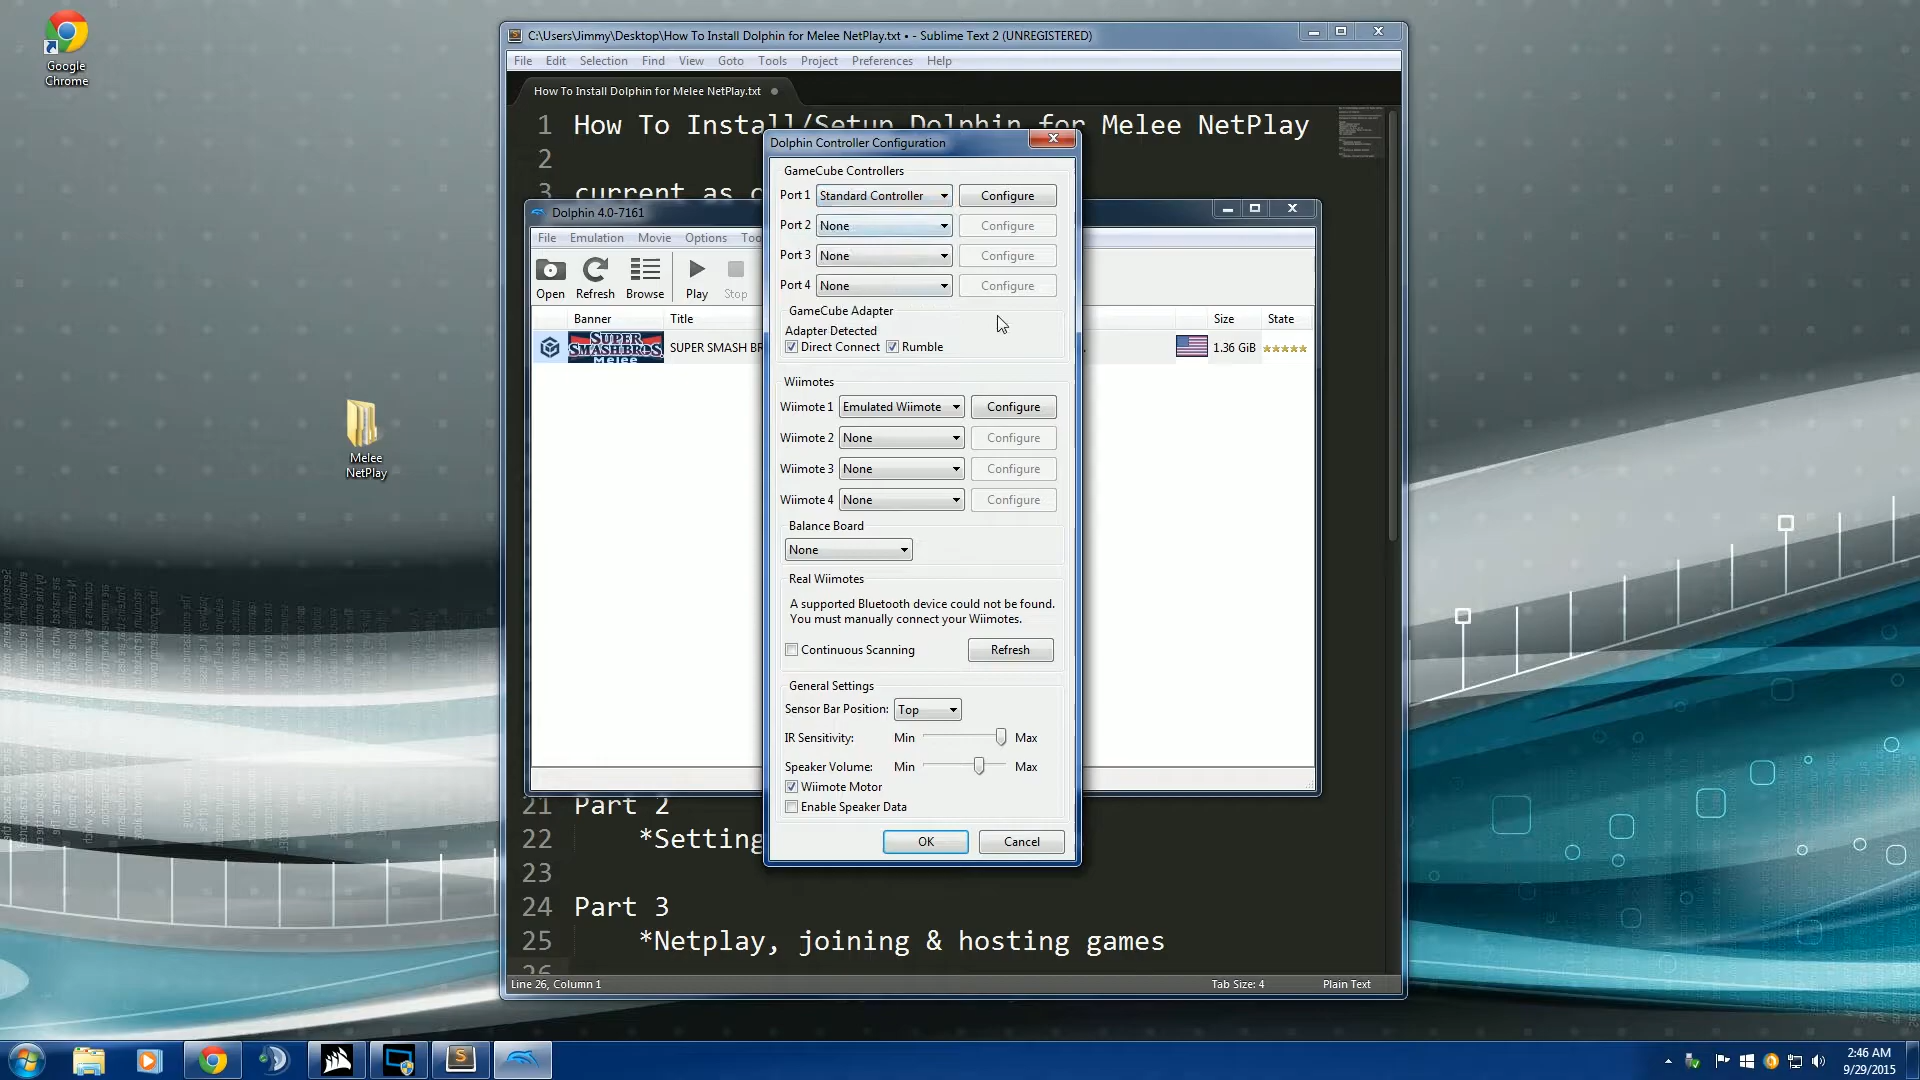 Google
Chrome
Melee
NetPlay
C:\Users\Jimmy\Desktop\How To Install Dolphin for Melee NetPlay.txt • - Sublime Text 2 (UNREGISTERED)
File Edit Selection Find View Goto Tools Project Preferences Help
How To Install Dolphin for Melee NetPlay.txt
1 How To Install/Setup Dolphin for Melee NetPlay
2
3 current as
Dolphin 4.0-7161
File Emulation Movie Options
Open Refresh Browse Play Stop
Banner Title Size State
SUPER SMASH BROS. Melee SUPER SMASH 1.36 GiB
Dolphin Controller Configuration
GameCube Controllers
Port 1 Standard Controller Configure
Port 2 None Configure
Port 3 None Configure
Port 4 None Configure
GameCube Adapter
Adapter Detected
Direct Connect Rumble
Wiimotes
Wiimote 1 Emulated Wiimote Configure
Wiimote 2 None Configure
Wiimote 3 None Configure
Wiimote 4 None Configure
Balance Board
None
Real Wiimotes
A supported Bluetooth device could not be found.
You must manually connect your Wiimotes.
Continuous Scanning Refresh
General Settings
Sensor Bar Position: Top
IR Sensitivity: Min Max
Speaker Volume: Min Max
Wiimote Motor
Enable Speaker Data
OK Cancel
21 Part 2
22 *Setting
23
24 Part 3
25 *Netplay, joining & hosting games
26
Line 26, Column 1 Tab Size: 4 Plain Text
2:46 AM
9/29/2015